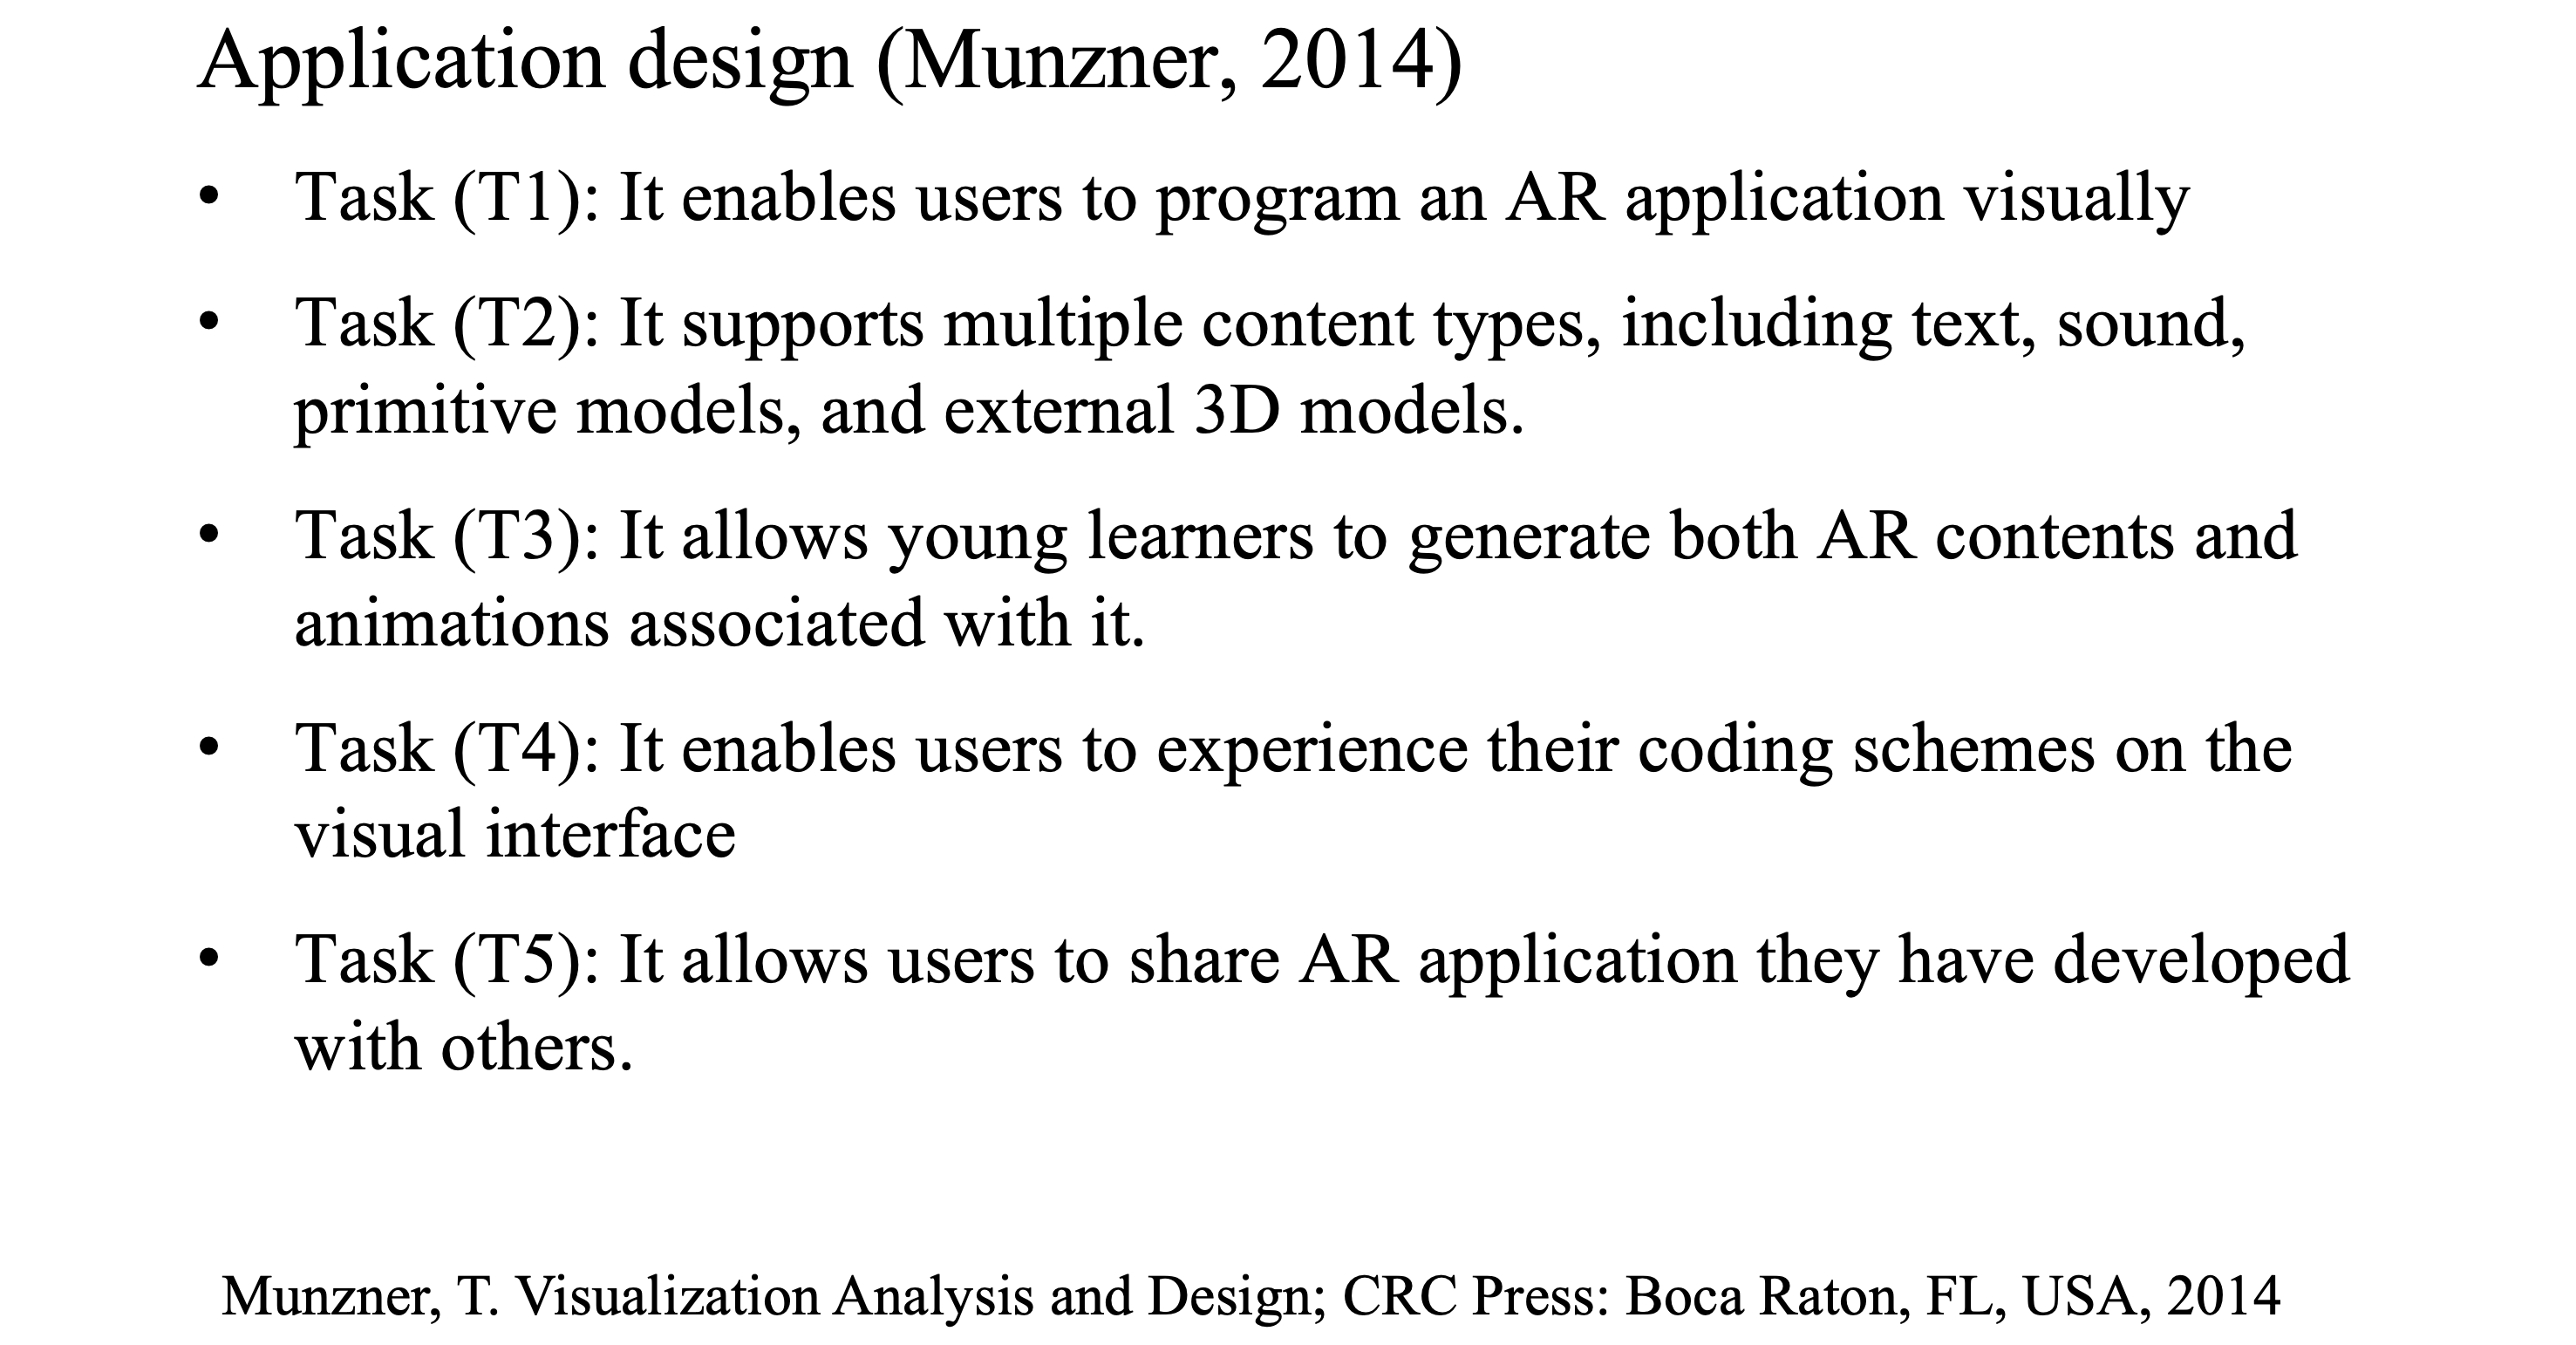 Application design (Munzner, 2014)
• Task (T1): It enables users to program an AR application visually
• Task (T2): It supports multiple content types, including text, sound,
primitive models, and external 3D models.
• Task (T3): It allows young learners to generate both AR contents and
animations associated with it.
• Task (T4): It enables users to experience their coding schemes on the
visual interface
• Task (T5): It allows users to share AR application they have developed
with others.
Munzner, T. Visualization Analysis and Design; CRC Press: Boca Raton, FL, USA, 2014